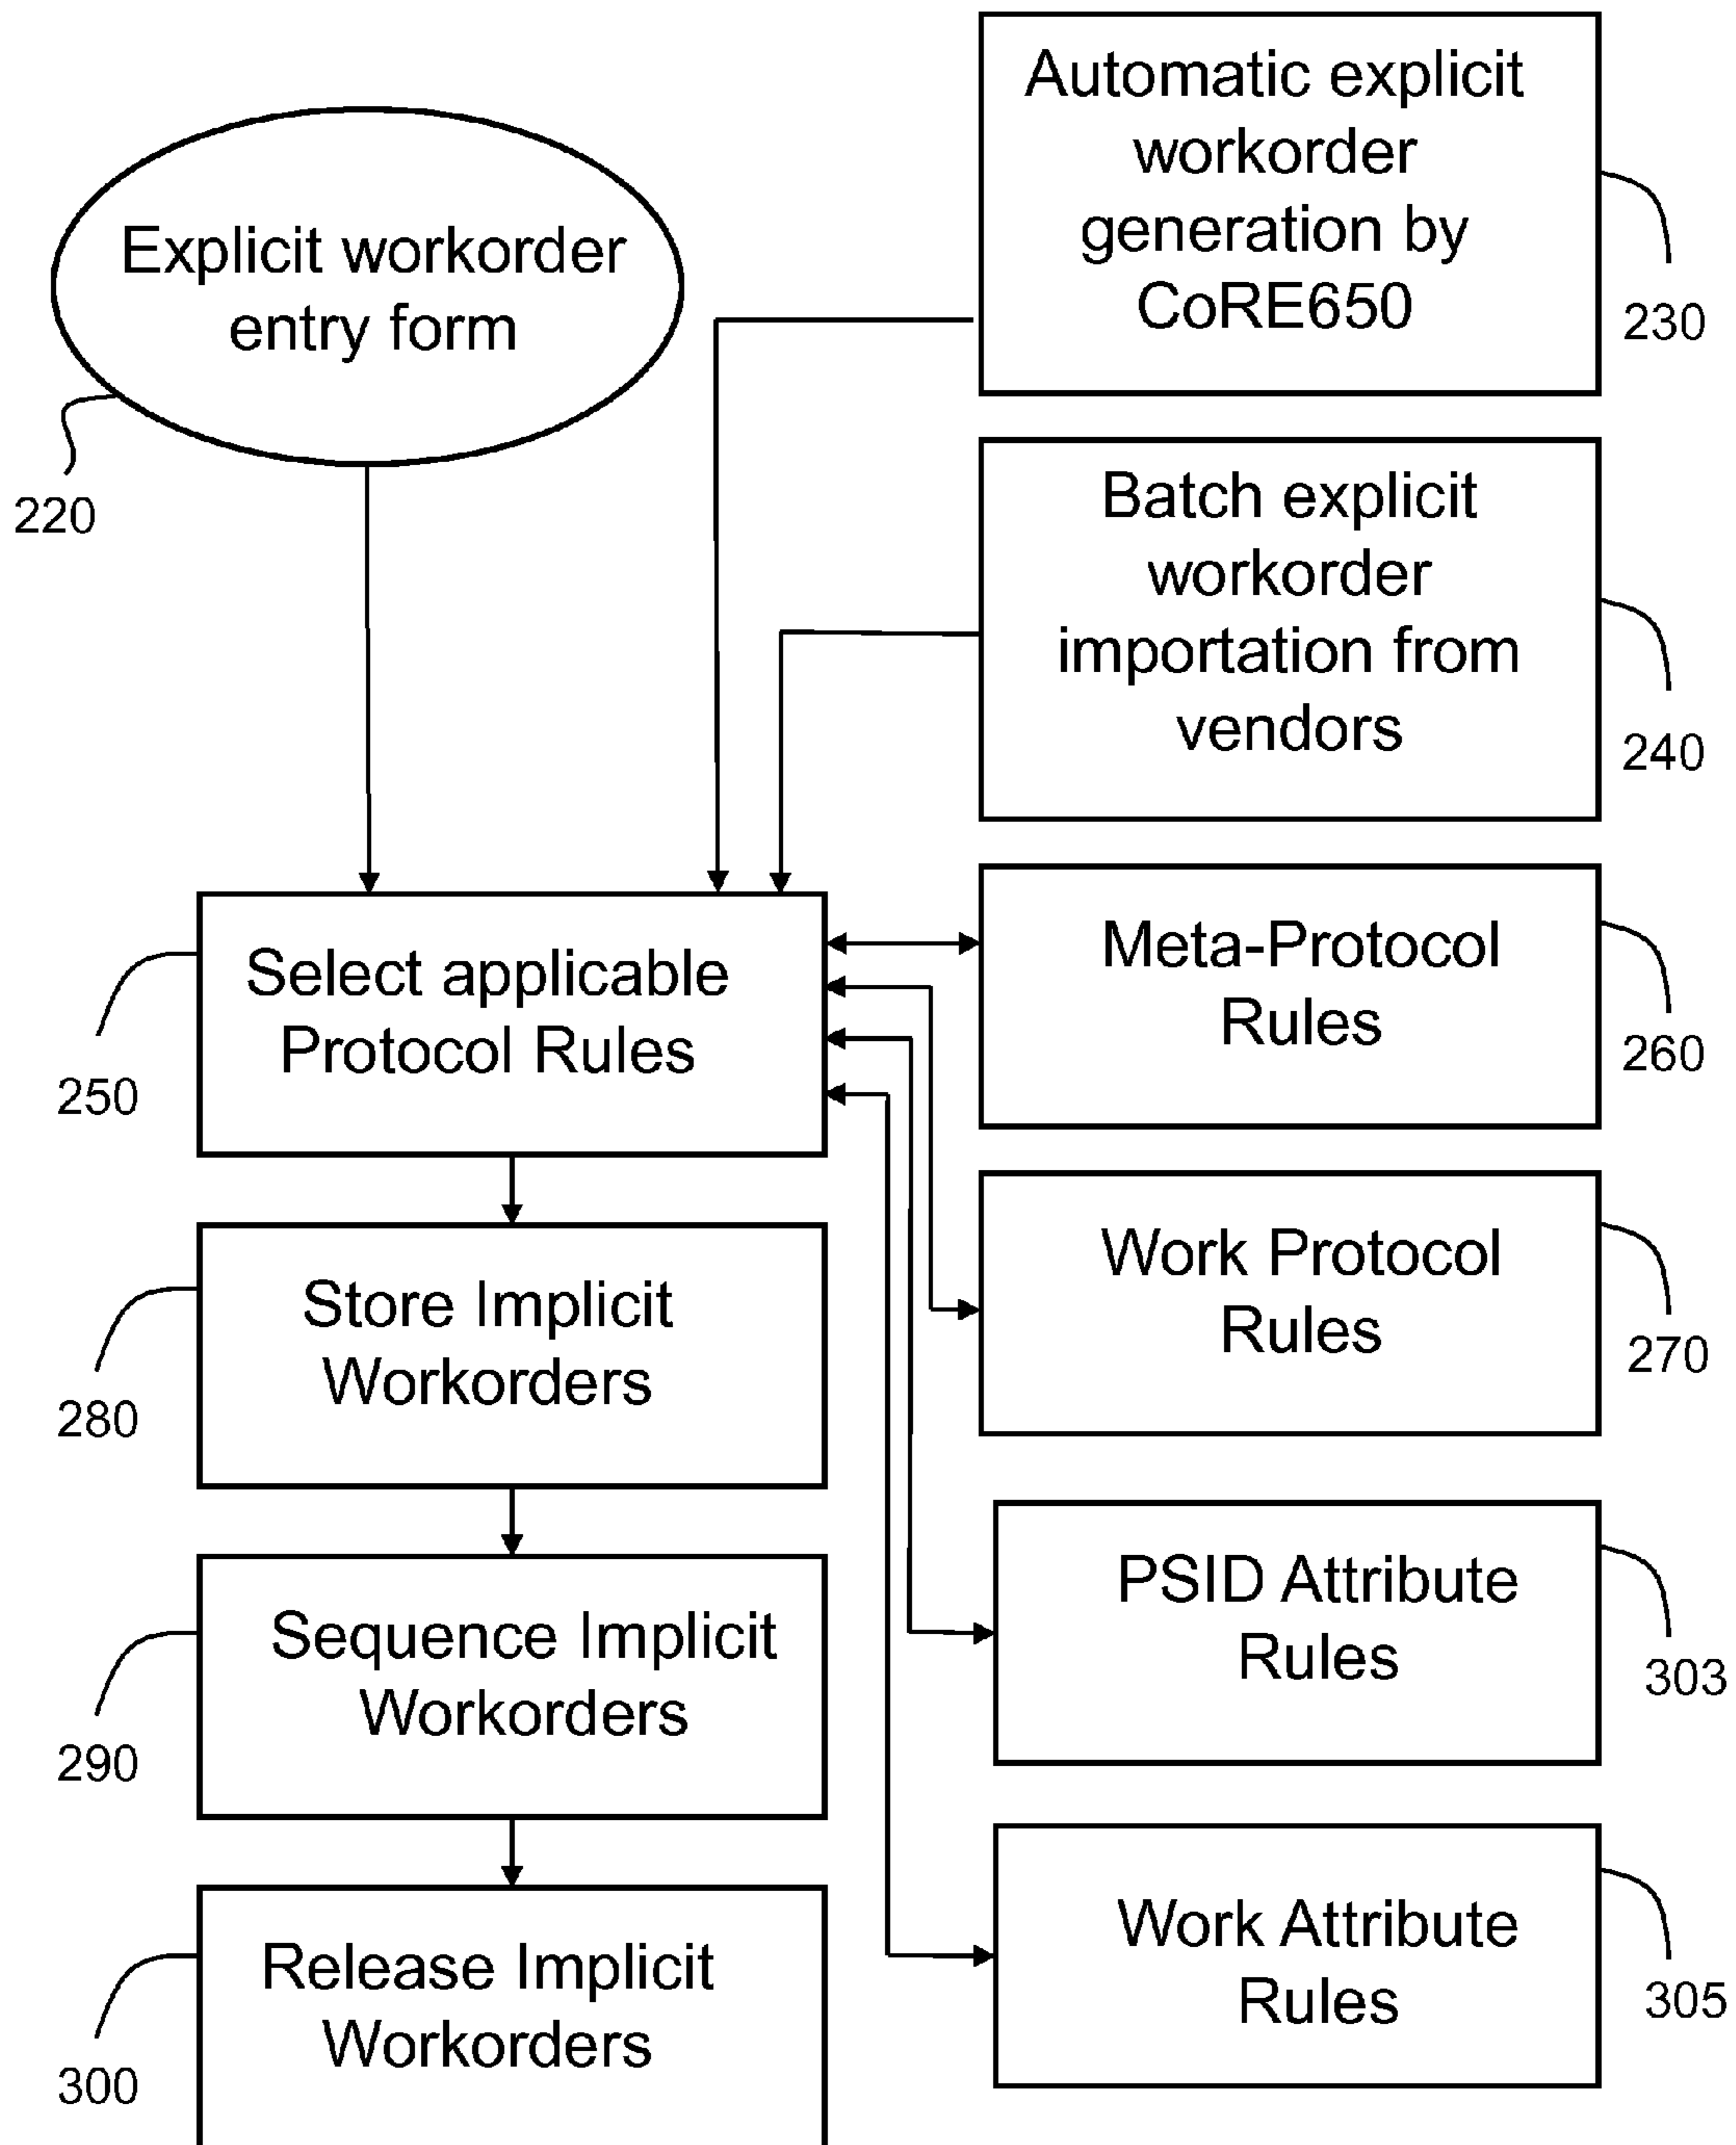 Explicit workorder
entry form
220
Automatic explicit
workorder
generation by
CoRE650
230
Batch explicit
workorder
importation from
vendors
240
Select applicable
Protocol Rules
250
Meta-Protocol
Rules
260
Work Protocol
Rules
270
Store Implicit
Workorders
280
Sequence Implicit
Workorders
290
PSID Attribute
Rules
303
Release Implicit
Workorders
300
Work Attribute
Rules
305